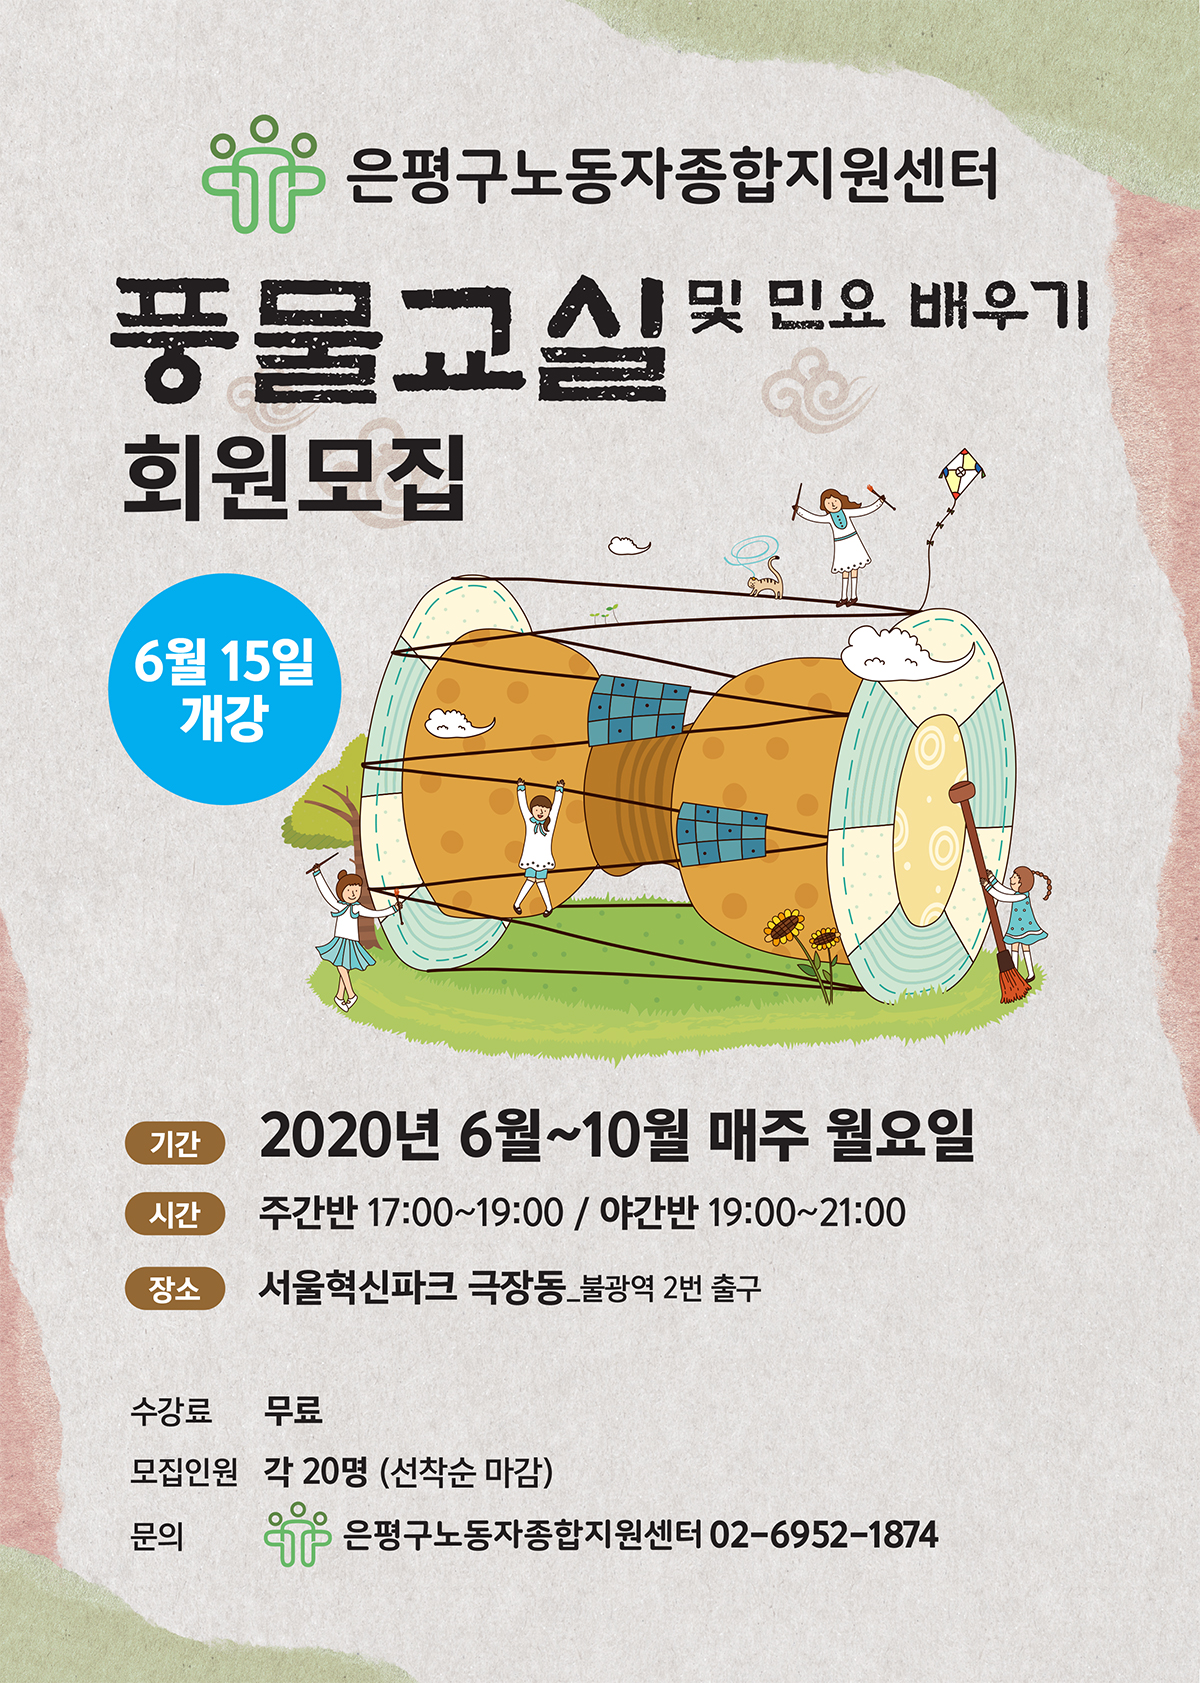 은평구노동자종합지원센터
풍물교실 및 민요 배우기
회원모집
6월 15일
개강
기간 2020년 6월~10월 매주 월요일
시간 주간반 17:00~19:00 / 야간반 19:00~21:00
장소 서울혁신파크 극장동_불광역 2번 출구
수강료 무료
모집인원 각 20명 (선착순 마감)
문의 은평구노동자종합지원센터 02-6952-1874